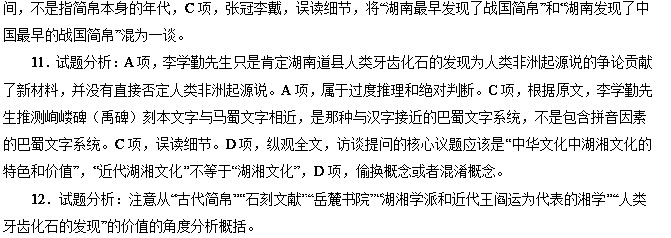 间，不是指简帛本身的年代，C 项，张冠李戴，误读细节，将“湖南最早发现了战国简帛”和“湖南发现了中
国最早的战国简帛”混为一谈。
11．试题分析：A 项，李学勤先生只是肯定湖南道县人类牙齿化石的发现为人类非洲起源说的争论贡献
了新材料，并没有直接否定人类非洲起源说。A 项，属于过度推理和绝对判断。C 项，根据原文，李学勤先
生推测岣嵝碑（禹碑）刻本文字与马蜀文字相近，是那种与汉字接近的巴蜀文字系统，不是包含拼音因素
的巴蜀文字系统。C 项，误读细节。D 项，纵观全文，访谈提问的核心议题应该是“中华文化中湖湘文化的
特色和价值”，“近代湖湘文化”不等于“湖湘文化”，D 项，偷换概念或者混淆概念。
12．试题分析：注意从“古代简帛”“石刻文献”“岳麓书院”“湖湘学派和近代王闿运为代表的湘学”“人类
牙齿化石的发现”的价值的角度分析概括。